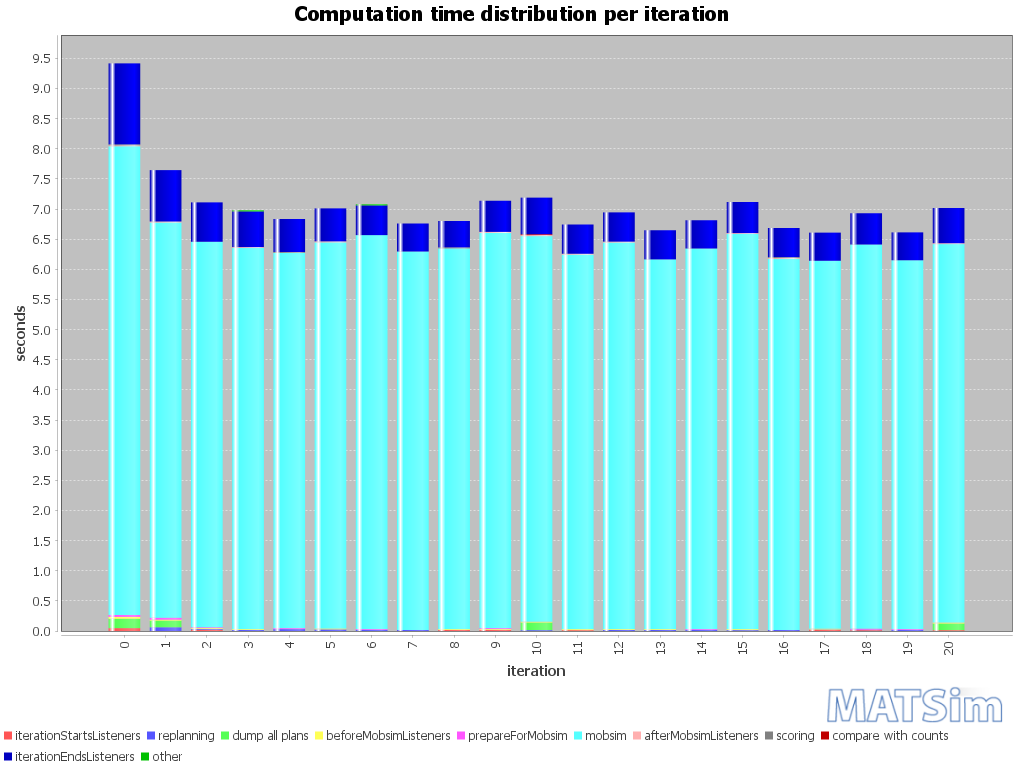 Computation time distribution per iteration
9.5
9.0
8.5
8.0
7.5
7.0
6.5
6.0
5.5
5.0
4.5
4.0
3.5
3.0
2.5
2.0
1.5
1.0
0.5
0.0
seconds
0 1 2 3 4 5 6 7 8 9 10 11 12 13 14 15 16 17 18 19 20
iteration
MATSim
iterationStartsListeners replanning dump all plans beforeMobsimListeners prepareForMobsim mobsim afterMobsimListeners scoring compare with counts
iterationEndsListeners other